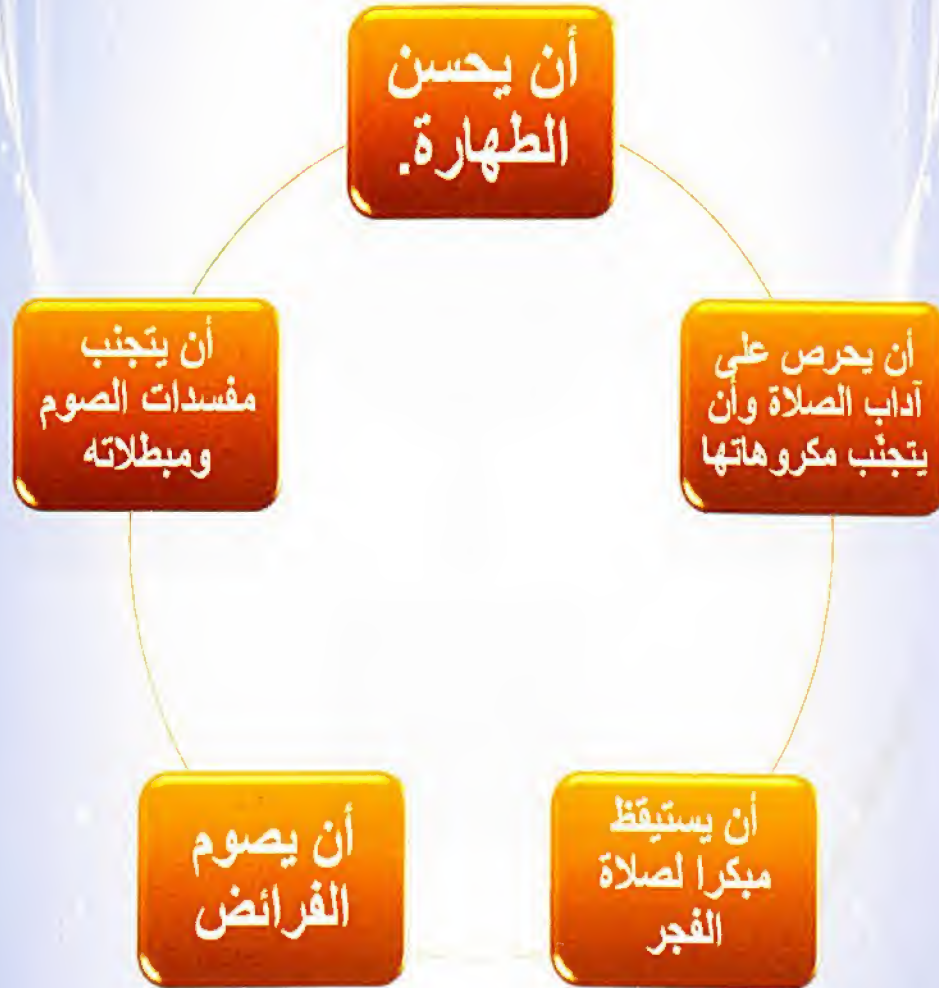 أن يحسن
الطهارة.
أن يحرص على
آداب الصلاة وأن
يتجنّب مكروهاتها
أن يستيقظ
مبكرا لصلاة
الفجر
أن يصوم
الفرائض
أن يتجنب
مفسدات الصوم
ومبطلاته